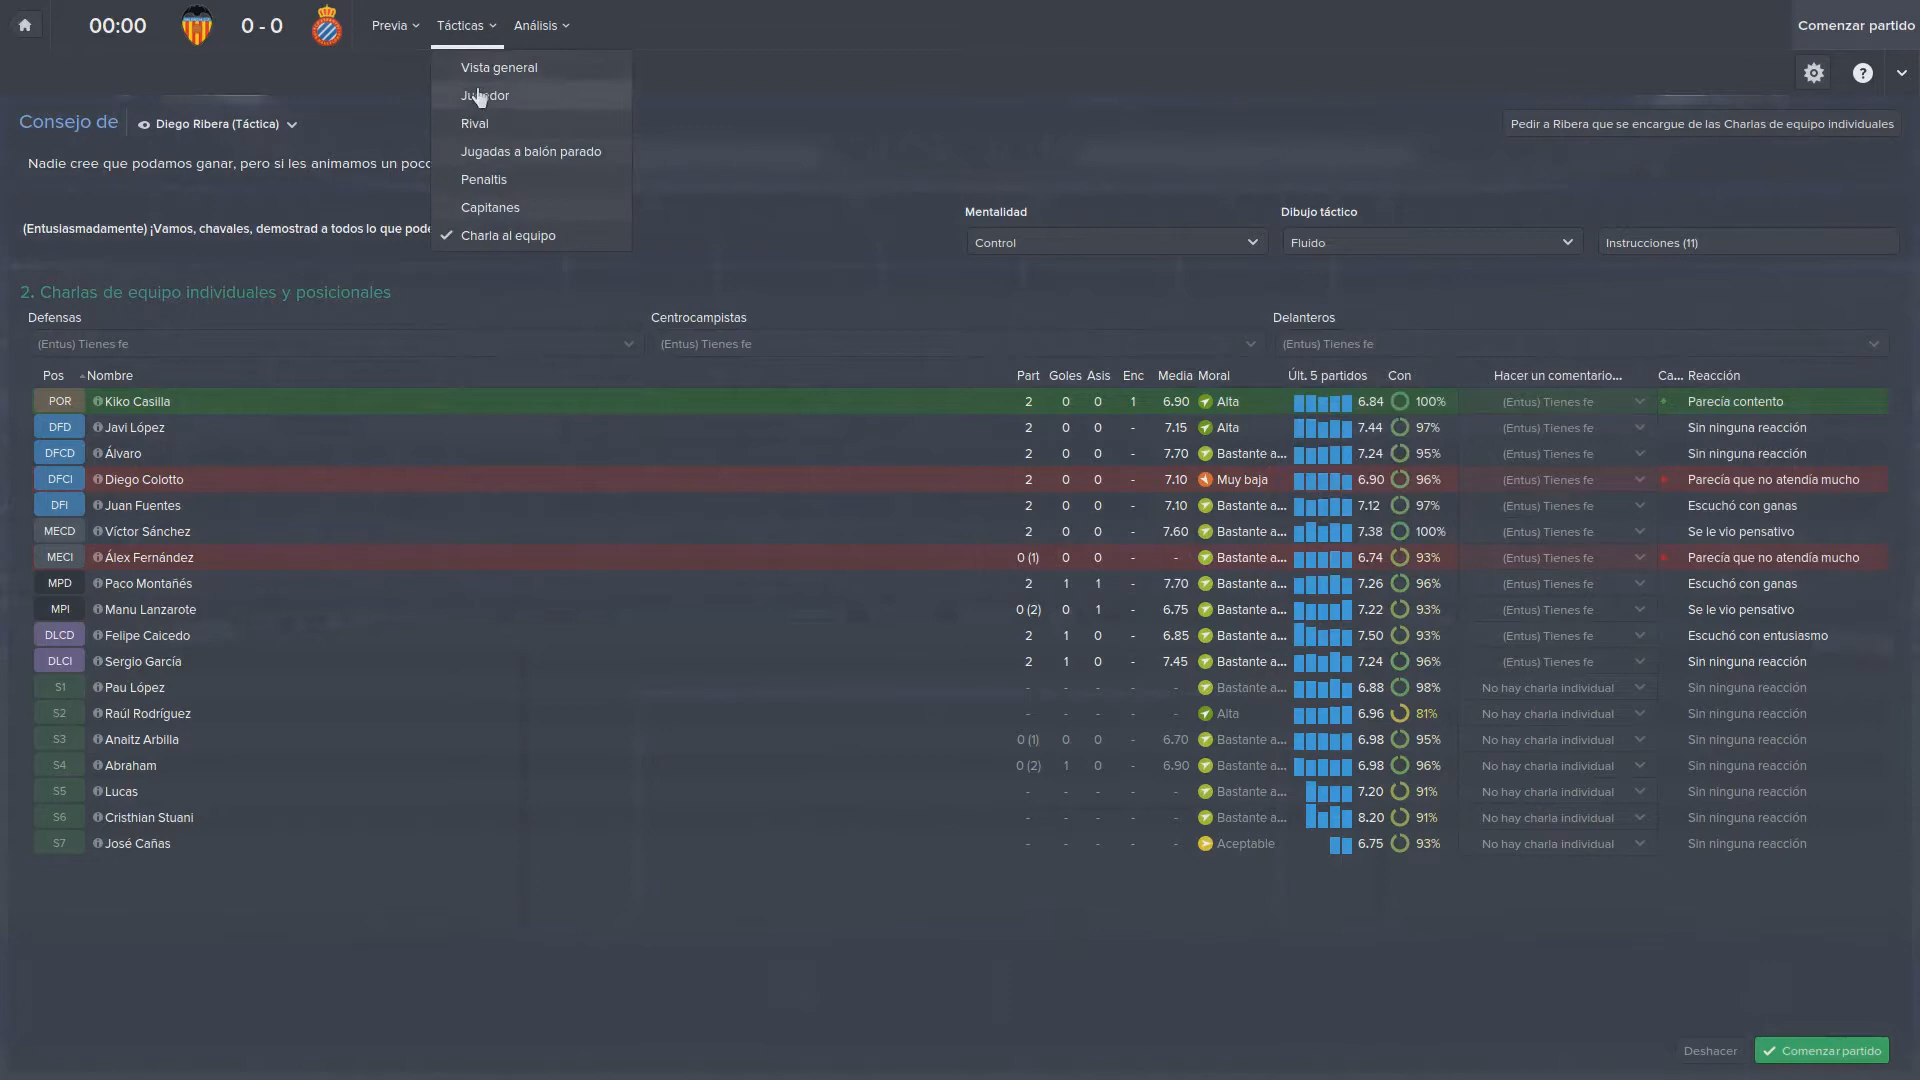 00:00 0 - 0 Previa Tácticas Análisis Comenzar partido
Vista general
Jugador
Rival
Jugadas a balón parado
Penaltis
Capitanes
Charla al equipo
Consejo de Diego Ribera (Táctica) Pedir a Ribera que se encargue de las Charlas de equipo individuales
Nadie cree que podamos ganar, pero si les animamos un poco
Mentalidad Dibujo táctico
(Entusiasmadamente) ¡Vamos, chavales, demostrad a todos lo que pode
Control Fluido Instrucciones (11)
2. Charlas de equipo individuales y posicionales
Defensas Centrocampistas Delanteros
(Entus) Tienes fe (Entus) Tienes fe (Entus) Tienes fe
Pos Nombre Part Goles Asis Enc Media Moral Últ. 5 partidos Con Hacer un comentario... Ca... Reacción
POR Kiko Casilla 2 0 0 1 6.90 Alta 6.84 100% (Entus) Tienes fe Parecía contento
DFD Javi López 2 0 0 - 7.15 Alta 7.44 97% (Entus) Tienes fe Sin ninguna reacción
DFCD Álvaro 2 0 0 - 7.70 Bastante a... 7.24 95% (Entus) Tienes fe Sin ninguna reacción
DFCI Diego Colotto 2 0 0 - 7.10 Muy baja 6.90 96% (Entus) Tienes fe Parecía que no atendía mucho
DFI Juan Fuentes 2 0 0 - 7.10 Bastante a... 7.12 97% (Entus) Tienes fe Escuchó con ganas
MECD Víctor Sánchez 2 0 0 - 7.60 Bastante a... 7.38 100% (Entus) Tienes fe Se le vio pensativo
MECI Álex Fernández 0 (1) 0 0 - - Bastante a... 6.74 93% (Entus) Tienes fe Parecía que no atendía mucho
MPD Paco Montañés 2 1 1 - 7.70 Bastante a... 7.26 96% (Entus) Tienes fe Escuchó con ganas
MPI Manu Lanzarote 0 (2) 0 1 - 6.75 Bastante a... 7.22 93% (Entus) Tienes fe Se le vio pensativo
DLCD Felipe Caicedo 2 1 0 - 6.85 Bastante a... 7.50 93% (Entus) Tienes fe Escuchó con entusiasmo
DLCI Sergio García 2 1 0 - 7.45 Bastante a... 7.24 96% (Entus) Tienes fe Sin ninguna reacción
S1 Pau López - - - - - Bastante a... 6.88 98% No hay charla individual Sin ninguna reacción
S2 Raúl Rodríguez - - - - - Alta 6.96 81% No hay charla individual Sin ninguna reacción
S3 Anaitz Arbilla 0 (1) 0 0 - 6.70 Bastante a... 6.98 95% No hay charla individual Sin ninguna reacción
S4 Abraham 0 (2) 1 0 - 6.90 Bastante a... 6.98 96% No hay charla individual Sin ninguna reacción
S5 Lucas - - - - - Bastante a... 7.20 91% No hay charla individual Sin ninguna reacción
S6 Cristhian Stuani - - - - - Bastante a... 8.20 91% No hay charla individual Sin ninguna reacción
S7 José Cañas - - - - - Aceptable 6.75 93% No hay charla individual Sin ninguna reacción
Deshacer Comenzar partido